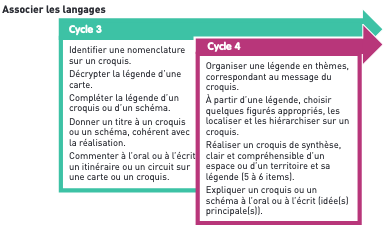 Associer les langages
Cycle 3
Identifier une nomenclature
sur un croquis.
Décrypter la légende d'une
carte.
Compléter la légende d'un
croquis ou d'un schéma.
Donner un titre à un croquis
ou un schéma, cohérent avec
la réalisation.
Commenter à l'oral ou à l'écrit
un itinéraire ou un circuit sur
une carte ou un croquis.
Cycle 4
Organiser une légende en thèmes,
correspondant au message du
croquis.
À partir d'une légende, choisir
quelques figurés appropriés, les
localiser et les hiérarchiser sur un
croquis.
Réaliser un croquis de synthèse,
clair et compréhensible d'un
espace ou d'un territoire et sa
légende (5 à 6 items).
Expliquer un croquis ou un
schéma à l'oral ou à l'écrit (idée(s)
principale(s)).